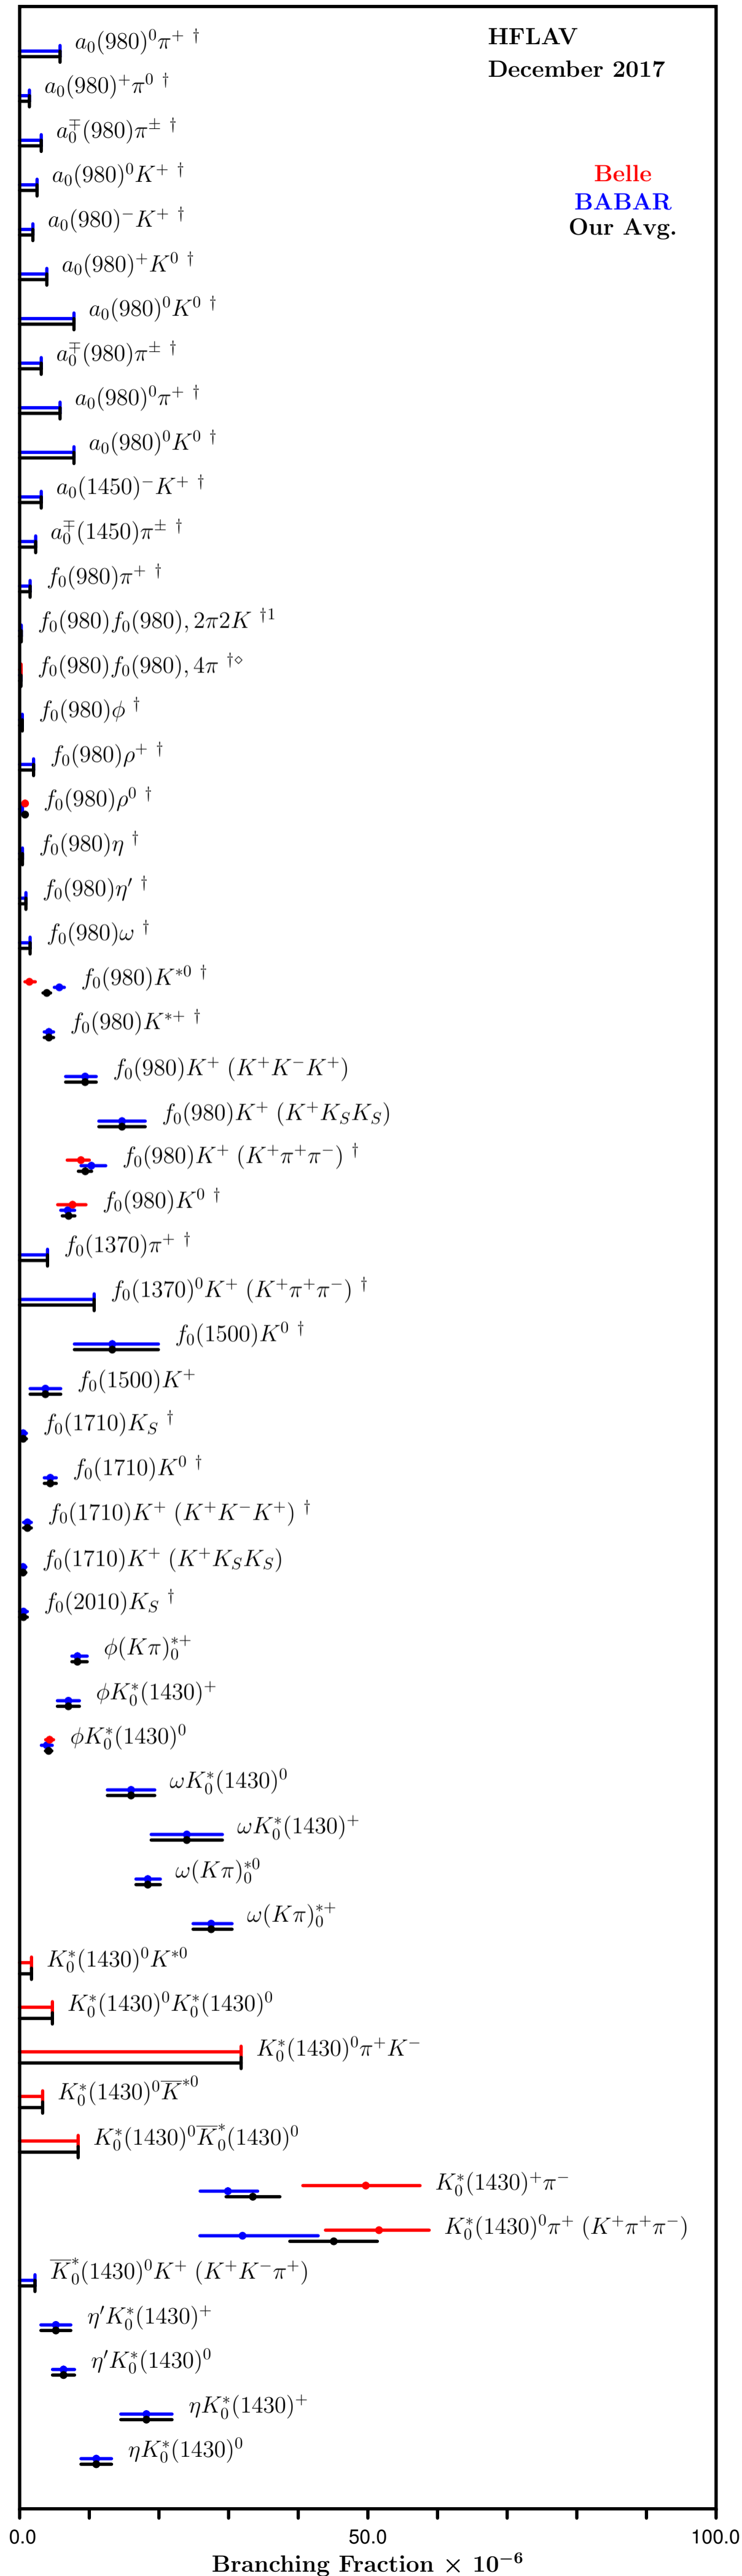 HFLAV
December 2017
Belle
BABAR
Our Avg.
a₀(980)⁰π⁺ †
a₀(980)⁺π⁰ †
a₀^∓(980)π^± †
a₀(980)⁰K⁺ †
a₀(980)⁻K⁺ †
a₀(980)⁺K⁰ †
a₀(980)⁰K⁰ †
a₀^∓(980)π^± †
a₀(980)⁰π⁺ †
a₀(980)⁰K⁰ †
a₀(1450)⁻K⁺ †
a₀^∓(1450)π^± †
f₀(980)π⁺ †
f₀(980)f₀(980), 2π2K †1
f₀(980)f₀(980), 4π †⋄
f₀(980)ϕ †
f₀(980)ρ⁺ †
f₀(980)ρ⁰ †
f₀(980)η †
f₀(980)η′ †
f₀(980)ω †
f₀(980)K*⁰ †
f₀(980)K*⁺ †
f₀(980)K⁺ (K⁺K⁻K⁺)
f₀(980)K⁺ (K⁺K_SK_S)
f₀(980)K⁺ (K⁺π⁺π⁻) †
f₀(980)K⁰ †
f₀(1370)π⁺ †
f₀(1370)⁰K⁺ (K⁺π⁺π⁻) †
f₀(1500)K⁰ †
f₀(1500)K⁺
f₀(1710)K_S †
f₀(1710)K⁰ †
f₀(1710)K⁺ (K⁺K⁻K⁺) †
f₀(1710)K⁺ (K⁺K_SK_S)
f₀(2010)K_S †
ϕ(Kπ)₀*⁺
ϕK₀*(1430)⁺
ϕK₀*(1430)⁰
ωK₀*(1430)⁰
ωK₀*(1430)⁺
ω(Kπ)₀*⁰
ω(Kπ)₀*⁺
K₀*(1430)⁰K*⁰
K₀*(1430)⁰K₀*(1430)⁰
K₀*(1430)⁰π⁺K⁻
K₀*(1430)⁰K̅*⁰
K₀*(1430)⁰K̅₀*(1430)⁰
K₀*(1430)⁺π⁻
K₀*(1430)⁰π⁺ (K⁺π⁺π⁻)
K̅₀*(1430)⁰K⁺ (K⁺K⁻π⁺)
η′K₀*(1430)⁺
η′K₀*(1430)⁰
ηK₀*(1430)⁺
ηK₀*(1430)⁰
0.0 50.0 100.0
Branching Fraction × 10⁻⁶